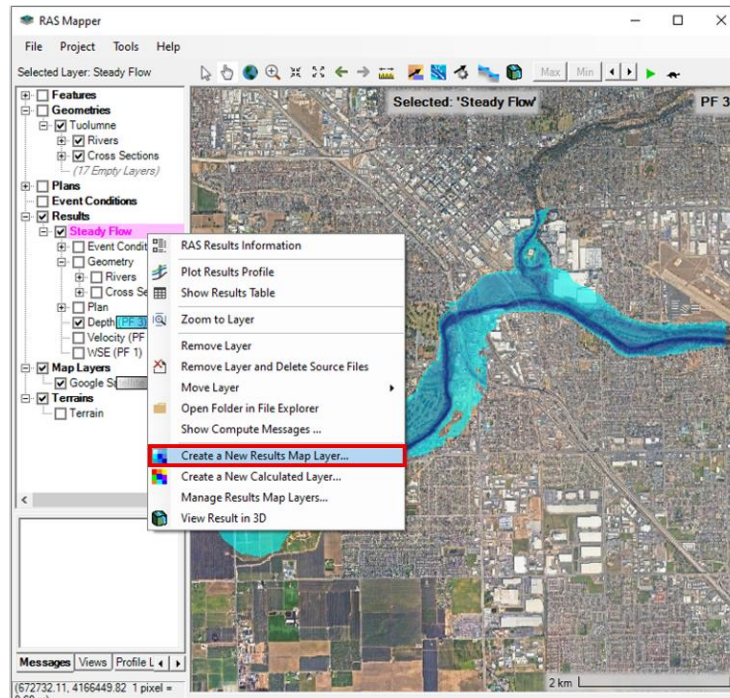 RAS Mapper
File Project Tools Help
Selected Layer: Steady Flow
Max Min
Selected: 'Steady Flow'
PF 3
Features
Geometries
Tuolumne
Rivers
Cross Sections
(17 Empty Layers)
Plans
Event Conditions
Results
Steady Flow
Event Condit
Geometry
Rivers
Cross Se
Plan
Depth (PF 3)
Velocity (PF
WSE (PF 1)
Map Layers
Google
Terrains
Terrain
RAS Results Information
Plot Results Profile
Show Results Table
Zoom to Layer
Remove Layer
Remove Layer and Delete Source Files
Move Layer
Open Folder in File Explorer
Show Compute Messages ...
Create a New Results Map Layer...
Create a New Calculated Layer...
Manage Results Map Layers...
View Result in 3D
Messages Views Profile L
2 km
(672732.11, 4166449.82 1 pixel =